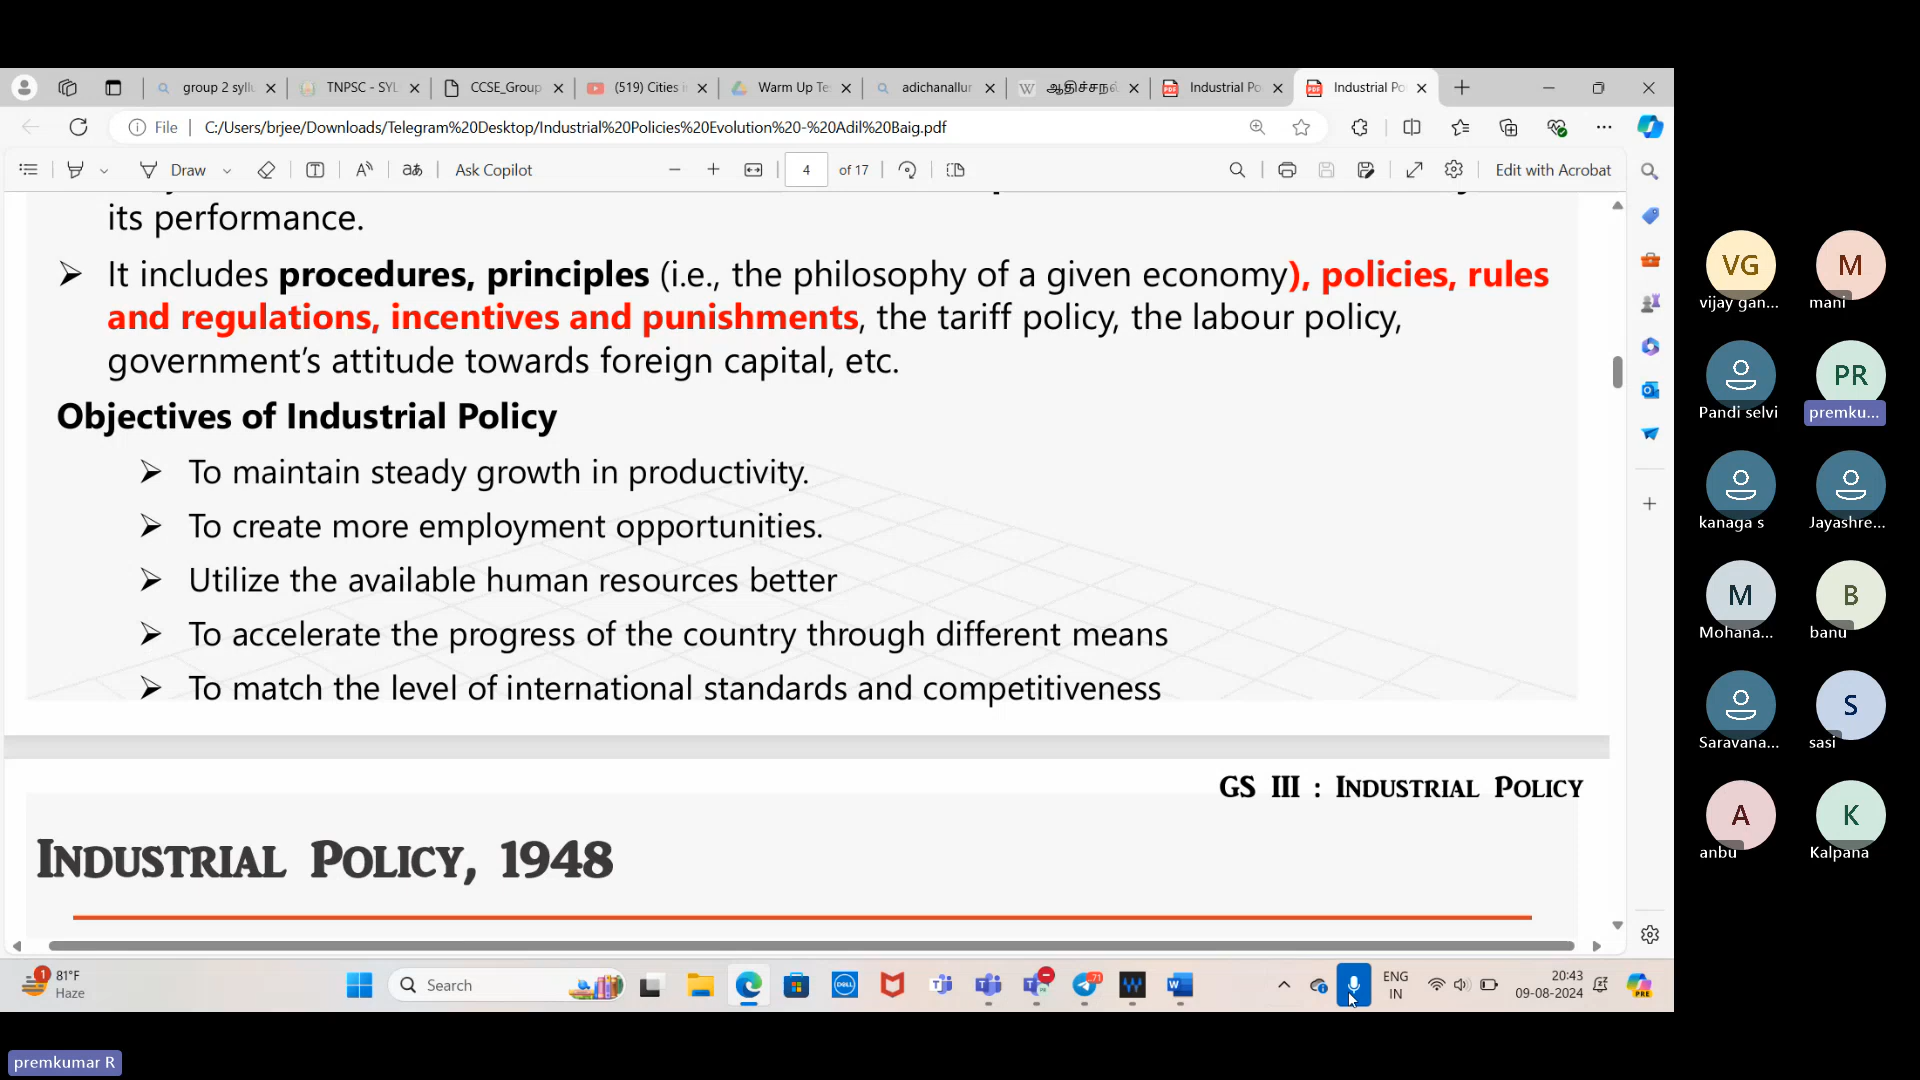 group 2 syll
TNPSC - SYL
CCSE_Group
(519) Cities i
Warm Up Te
adichanallur
Industrial Po
Industrial Po
File
C:/Users/brjee/Downloads/Telegram%20Desktop/Industrial%20Policies%20Evolution%20-%20Adil%20Baig.pdf
Draw
Ask Copilot
4 of 17
Edit with Acrobat
its performance.
➢ It includes procedures, principles (i.e., the philosophy of a given economy), policies, rules
and regulations, incentives and punishments, the tariff policy, the labour policy,
government’s attitude towards foreign capital, etc.
Objectives of Industrial Policy
➢ To maintain steady growth in productivity.
➢ To create more employment opportunities.
➢ Utilize the available human resources better
➢ To accelerate the progress of the country through different means
➢ To match the level of international standards and competitiveness
GS III : Industrial Policy
Industrial Policy, 1948
VG
vijay gan...
M
mani
Pandi selvi
PR
premku...
kanaga s
Jayashre...
M
Mohana...
B
banu
Saravana...
S
sasi
A
anbu
K
Kalpana
1
81°F
Haze
Search
DELL
71
ENG
IN
20:43
09-08-2024
PRE
premkumar R